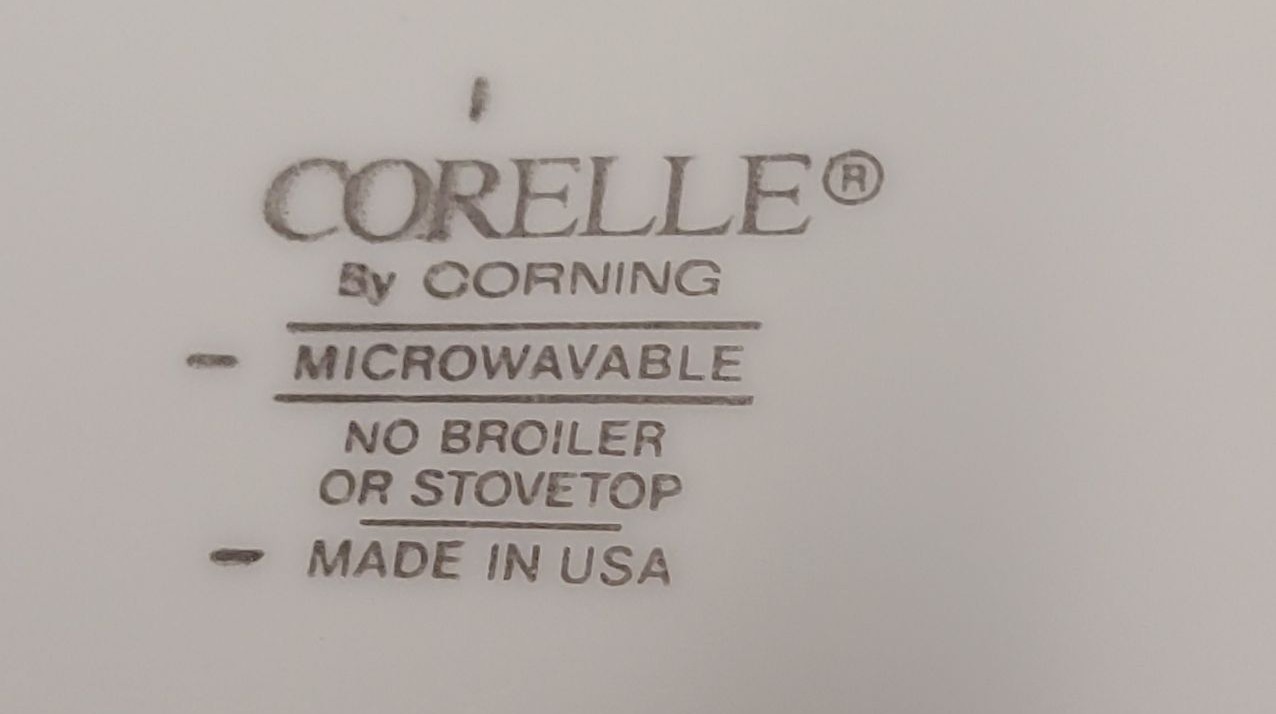 CORELLE®
By CORNING
MICROWAVABLE
NO BROILER
OR STOVETOP
MADE IN USA